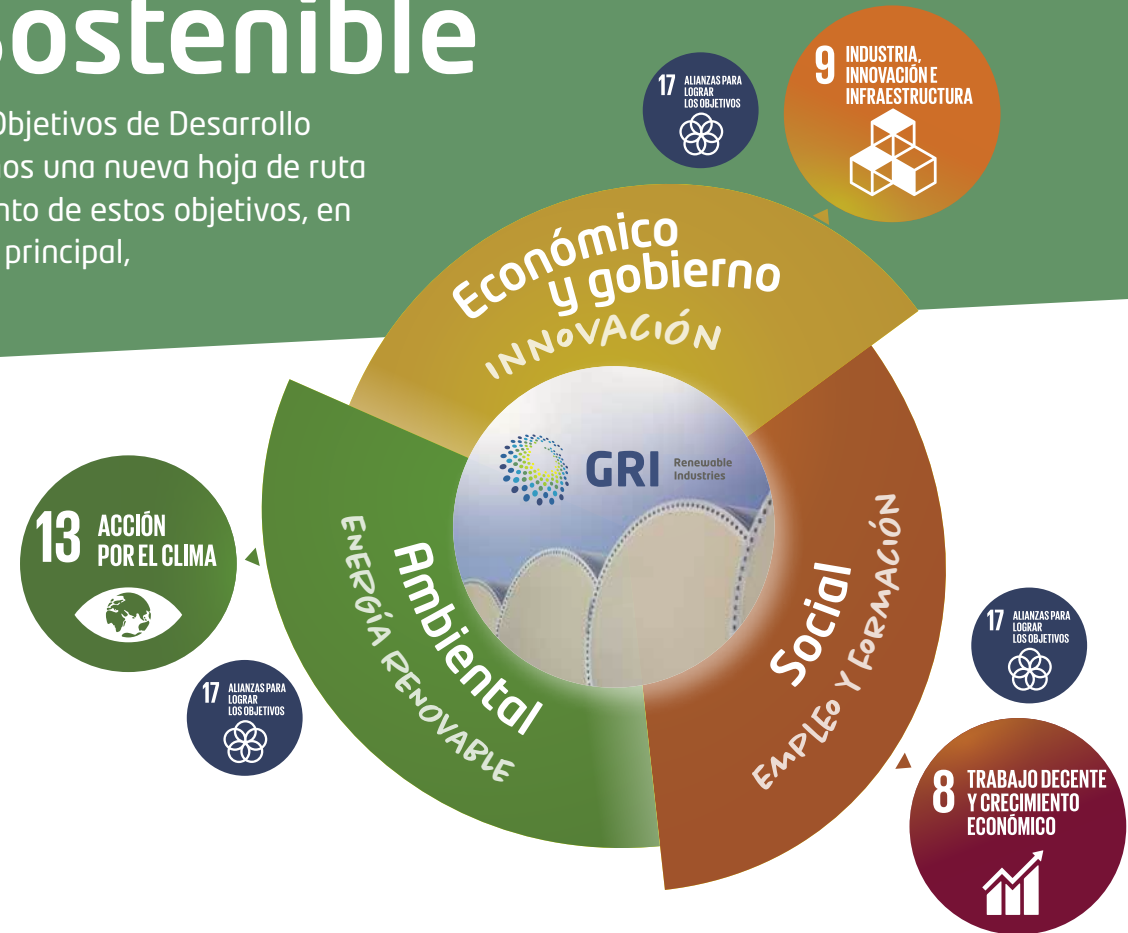 Sostenible
Objetivos de Desarrollo
una nueva hoja de ruta
de estos objetivos, en
principal,
17 ALIANZAS PARA
LOGRAR
LOS OBJETIVOS
9 INDUSTRIA,
INNOVACIÓN E
INFRAESTRUCTURA
Económico
y gobierno
INNOVACIÓN
GRI Renewable
Industries
13 ACCIÓN
POR EL CLIMA
Ambiental
ENERGÍA RENOVABLE
17 ALIANZAS PARA
LOGRAR
LOS OBJETIVOS
Social
EMPLEO Y FORMACIÓN
17 ALIANZAS PARA
LOGRAR
LOS OBJETIVOS
8 TRABAJO DECENTE
Y CRECIMIENTO
ECONÓMICO